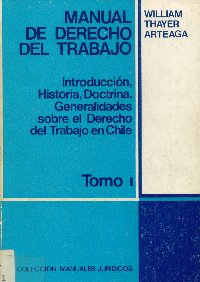 MANUAL
DE DERECHO
DEL TRABAJO
WILLIAM
THAYER
ARTEAGA
Introducción,
Historia, Doctrina.
Generalidades
sobre el Derecho
del Trabajo en Chile
Tomo I
COLECCION MANUALES JURIDICOS